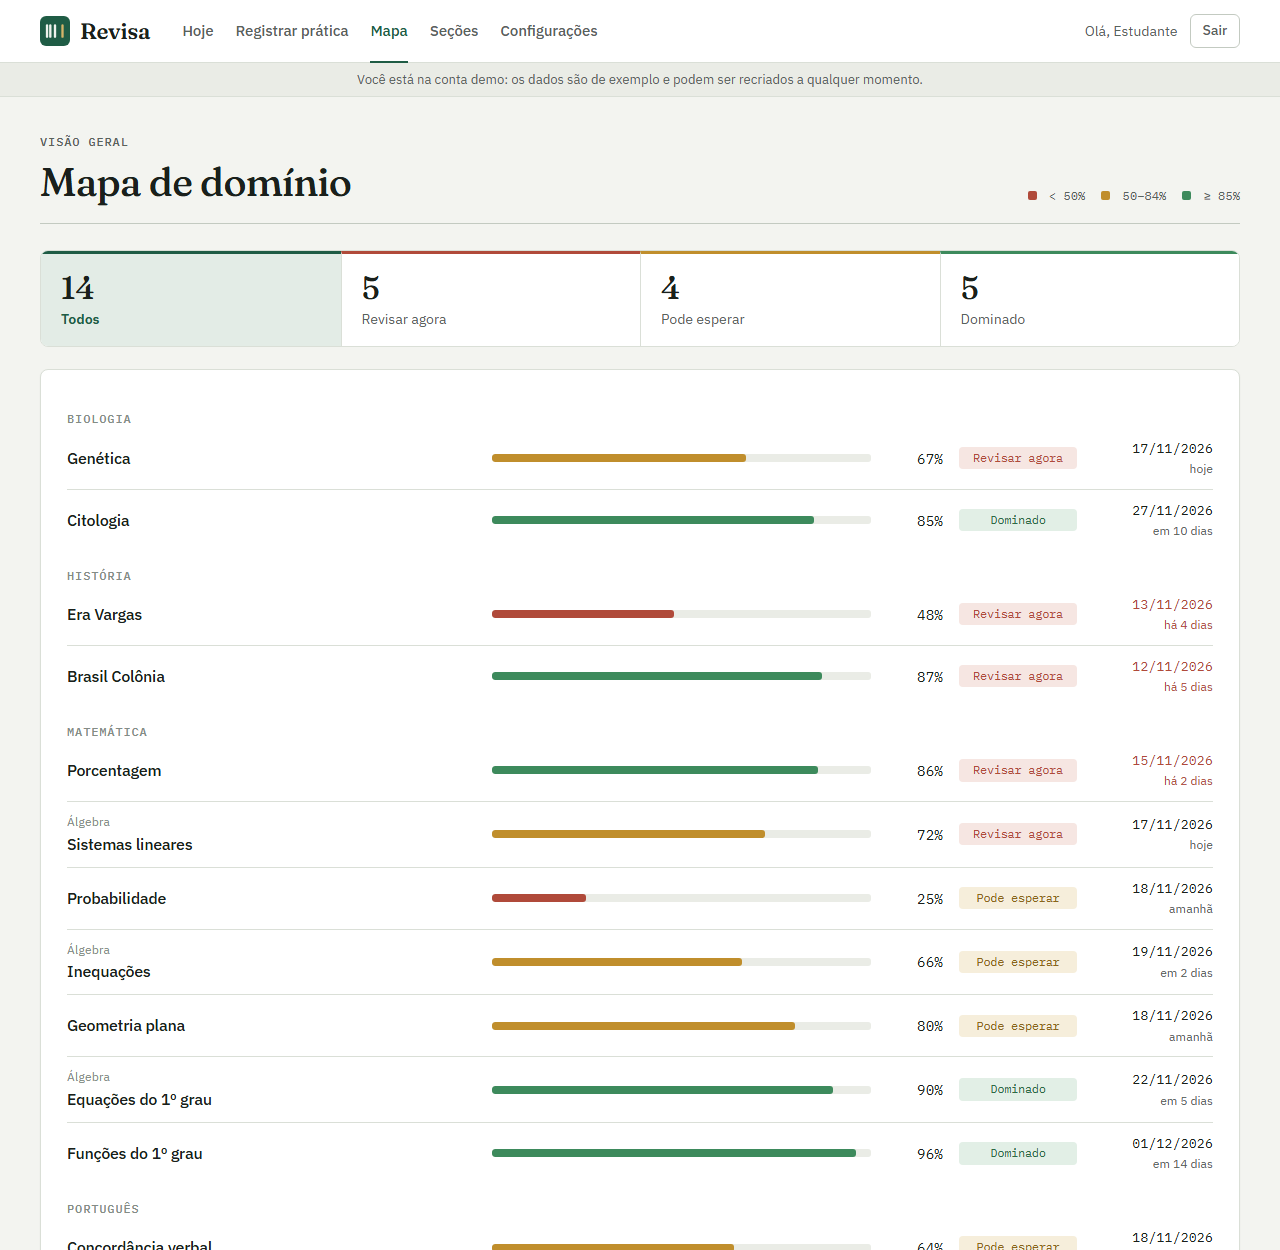 Revisa
Hoje
Registrar prática
Mapa
Seções
Configurações
Olá, Estudante
Sair
Você está na conta demo: os dados são de exemplo e podem ser recriados a qualquer momento.
VISÃO GERAL
Mapa de domínio
< 50%
50–84%
≥ 85%
14
Todos
5
Revisar agora
4
Pode esperar
5
Dominado
BIOLOGIA
Genética
67%
Revisar agora
17/11/2026
hoje
Citologia
85%
Dominado
27/11/2026
em 10 dias
HISTÓRIA
Era Vargas
48%
Revisar agora
13/11/2026
há 4 dias
Brasil Colônia
87%
Revisar agora
12/11/2026
há 5 dias
MATEMÁTICA
Porcentagem
86%
Revisar agora
15/11/2026
há 2 dias
Álgebra
Sistemas lineares
72%
Revisar agora
17/11/2026
hoje
Probabilidade
25%
Pode esperar
18/11/2026
amanhã
Álgebra
Inequações
66%
Pode esperar
19/11/2026
em 2 dias
Geometria plana
80%
Pode esperar
18/11/2026
amanhã
Álgebra
Equações do 1º grau
90%
Dominado
22/11/2026
em 5 dias
Funções do 1º grau
96%
Dominado
01/12/2026
em 14 dias
PORTUGUÊS
Concordância verbal
64%
Pode esperar
18/11/2026